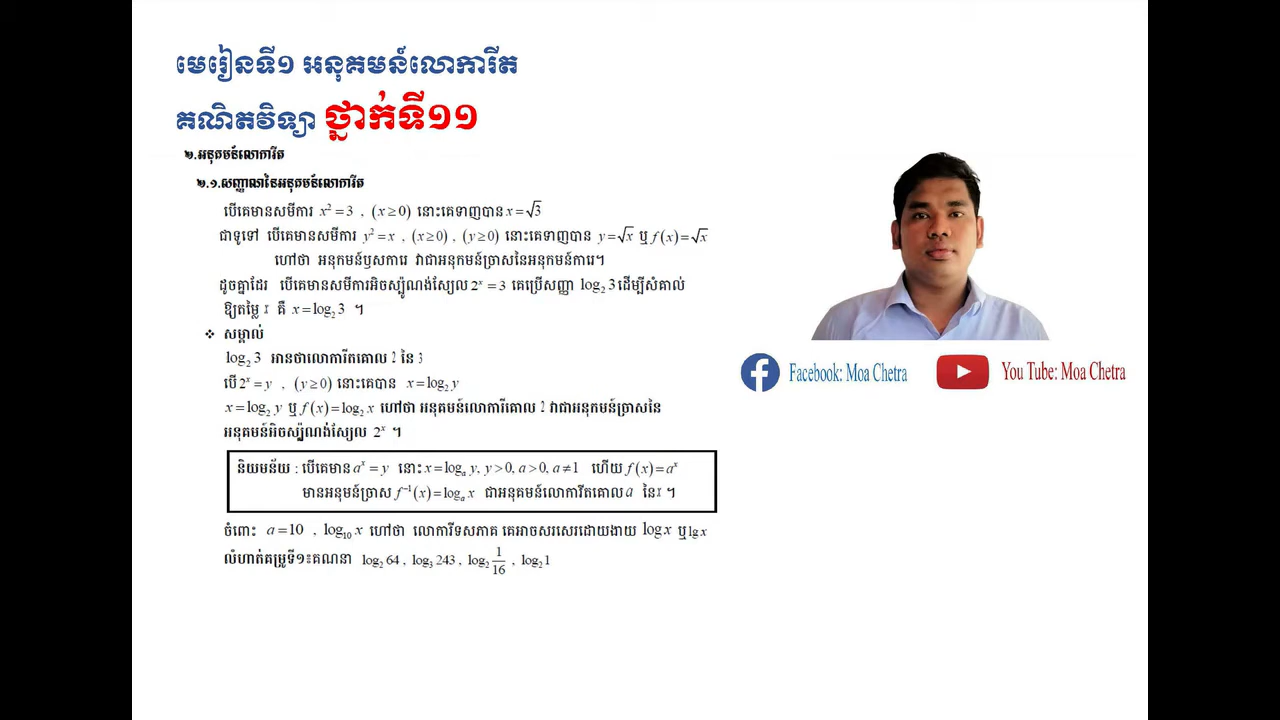 មេរៀនទី១ អនុគមន៍លោការីត
គណិតវិទ្យា ថ្នាក់ទី១១
២.អនុគមន៍លោការីត
២.១.សញ្ញាណនៃអនុគមន៍លោការីត
បើគេមានសមីការ x² = 3 , (x ≥ 0) នោះគេទាញបាន x = √3
ជាទូទៅ បើគេមានសមីការ y² = x , (x ≥ 0) , (y ≥ 0) នោះគេទាញបាន y = √x ឬ f(x) = √x
ហៅថា អនុកមន៍ឫសការេ វាជាអនុកមន៍ច្រាសនៃអនុកមន៍ការេ។
ដូចគ្នាដែរ បើគេមានសមីការអិចស្ប៉ូណង់ស្យែល 2ˣ = 3 គេប្រើសញ្ញា log₂ 3 ដើម្បីសំគាល់
ឱ្យតម្លៃ x គឺ x = log₂ 3 ។
❖ សម្គាល់
log₂ 3 អានថាលោការីតគោល 2 នៃ 3
បើ 2ˣ = y , (y ≥ 0) នោះគេបាន x = log₂ y
x = log₂ y ឬ f(x) = log₂ x ហៅថា អនុគមន៍លោការីគោល 2 វាជាអនុកមន៍ច្រាសនៃ
អនុគមន៍អិចស្ប៉ូណង់ស្យែល 2ˣ ។
និយមន័យ : បើគេមាន aˣ = y នោះ x = logₐ y, y > 0, a > 0, a ≠ 1 ហើយ f(x) = aˣ
មានអនុមន៍ច្រាស f⁻¹(x) = logₐ x ជាអនុគមន៍លោការីតគោល a នៃ x ។
ចំពោះ a = 10 , log₁₀ x ហៅថា លោការីទសភាគ គេអាចសរសេរដោយងាយ log x ឬ lg x
លំហាត់គម្រូទី១៖គណនា log₂ 64 , log₃ 243 , log₂ 1/16 , log₂ 1
Facebook: Moa Chetra
You Tube: Moa Chetra